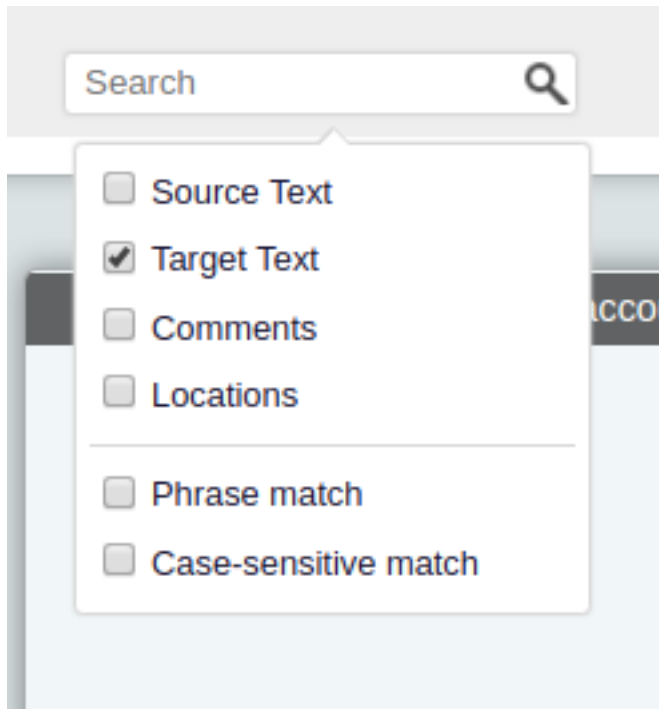 Search
Source Text
Target Text
Comments
Locations
Phrase match
Case-sensitive match